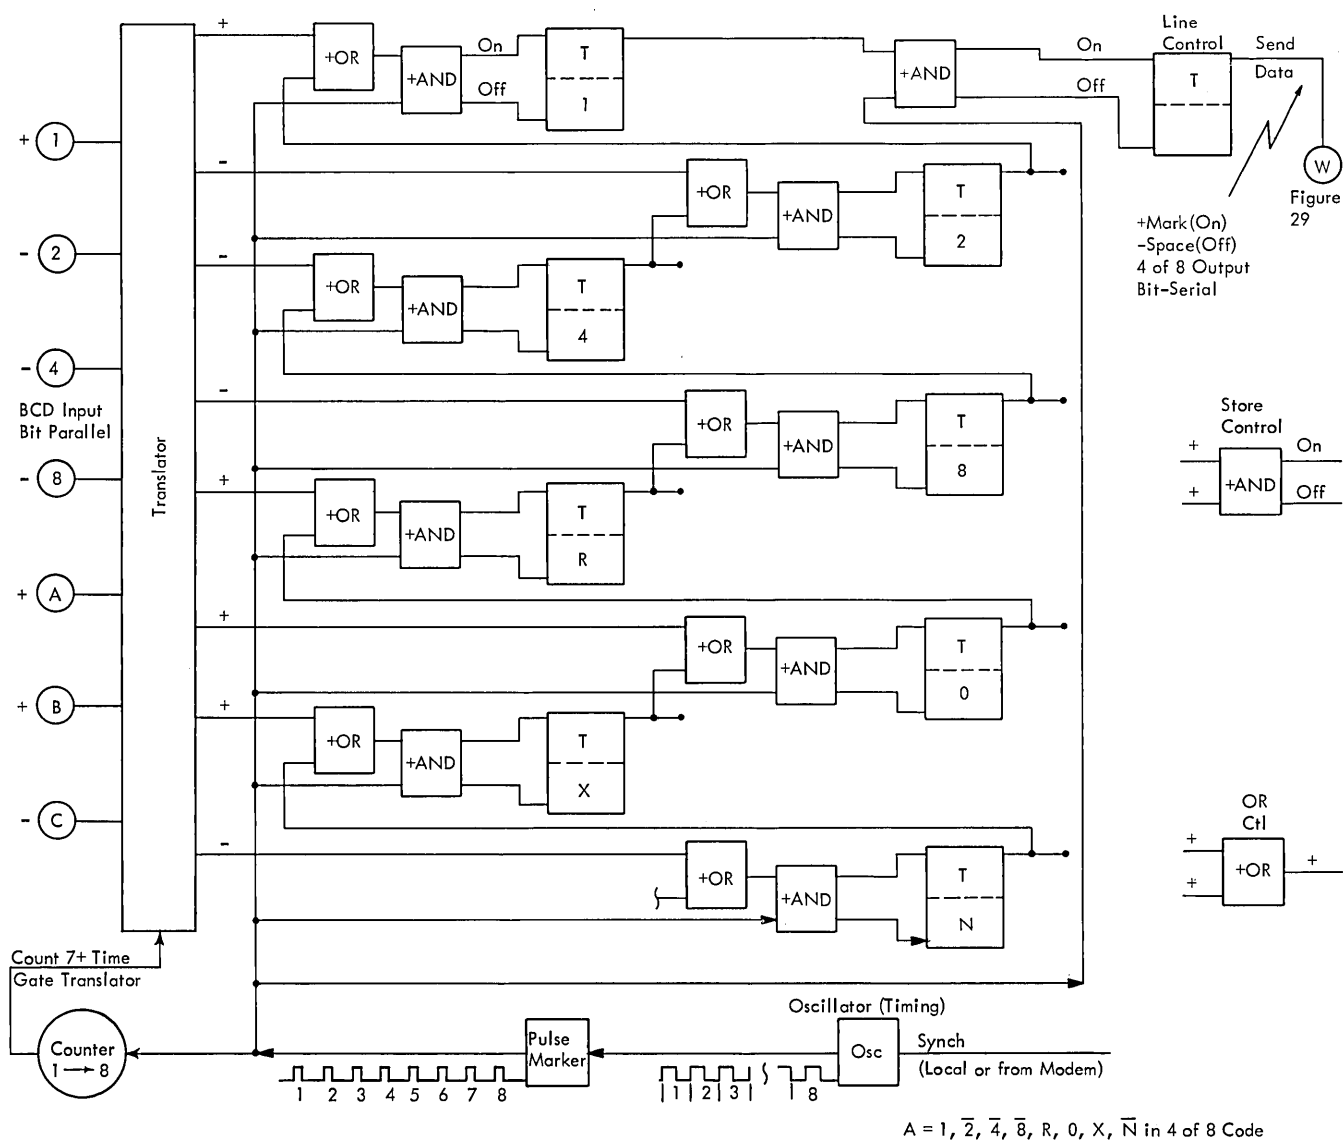 +
+OR
+AND
On
Off
T
1
+AND
On
Off
Line
Control
T
Send
Data
W
Figure
29
+Mark(On)
-Space(Off)
4 of 8 Output
Bit-Serial
+ 1
-
+OR
+AND
T
2
- 2
-
+OR
+AND
T
4
- 4
BCD Input
Bit Parallel
-
+OR
+AND
T
8
Store
Control
+
+
+AND
On
Off
- 8
Translator
+
+OR
+AND
T
R
+ A
+
+OR
+AND
T
0
+ B
+
+OR
+AND
T
X
- C
-
+OR
+AND
T
N
OR
Ctl
+
+
+OR
+
Count 7+ Time
Gate Translator
Counter
1 → 8
Pulse
Marker
1 2 3 4 5 6 7 8
Oscillator (Timing)
Osc
Synch
(Local or from Modem)
1 2 3 8
A = 1, 2̅, 4̅, 8̅, R, 0, X, N̅ in 4 of 8 Code